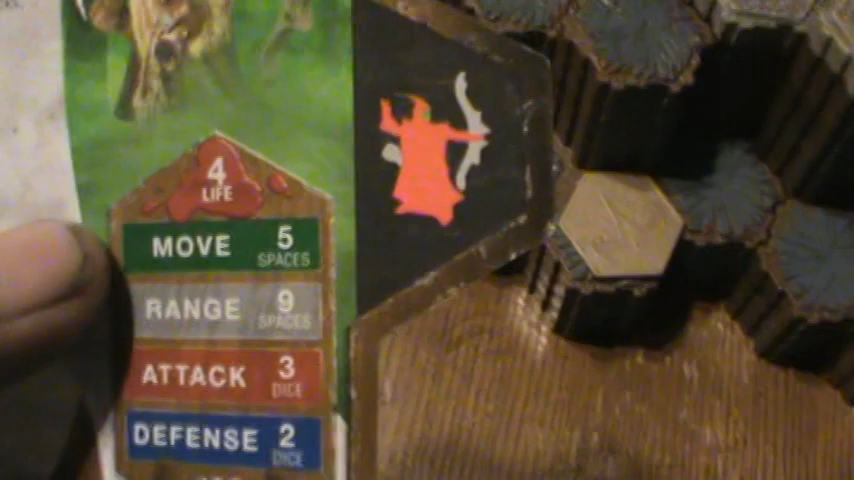 4
LIFE
MOVE 5
SPACES
RANGE 9
SPACES
ATTACK 3
DICE
DEFENSE 2
DICE